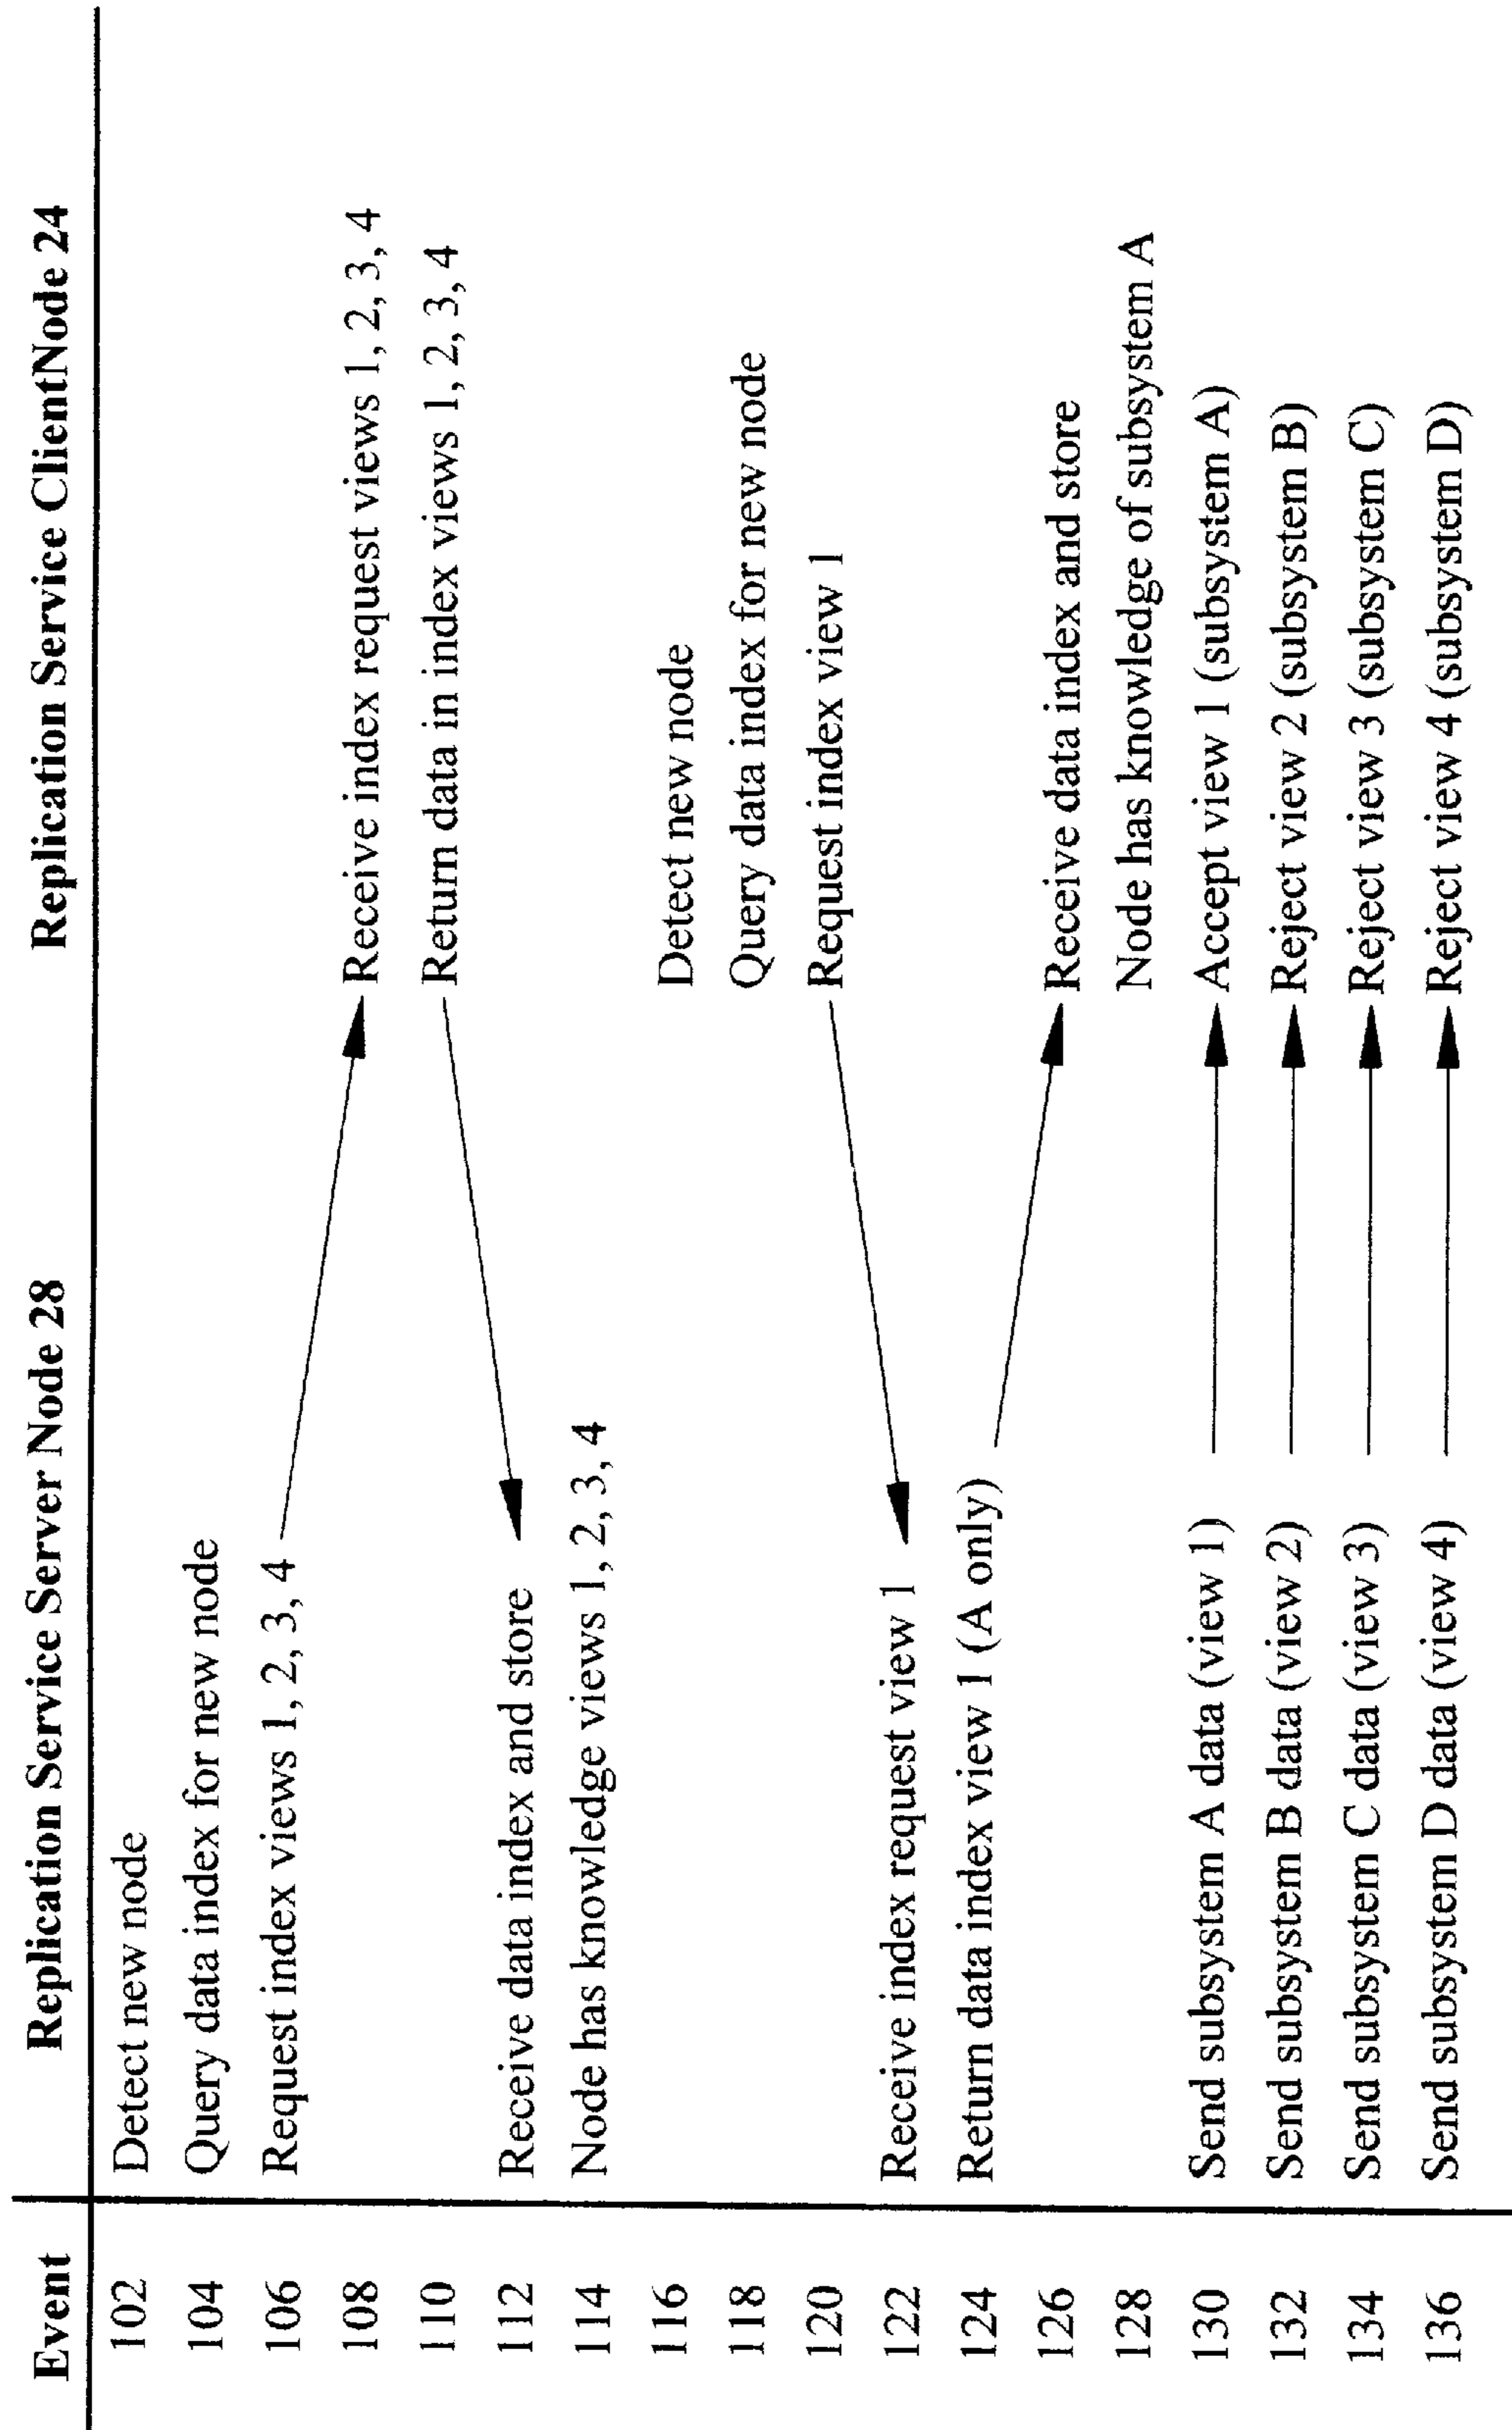 Event Replication Service Server Node 28 Replication Service ClientNode 24
102 Detect new node
104 Query data index for new node
106 Request index views 1, 2, 3, 4
108 Receive index request views 1, 2, 3, 4
110 Return data in index views 1, 2, 3, 4
112 Receive data index and store
114 Node has knowledge views 1, 2, 3, 4
116 Detect new node
118 Query data index for new node
120 Request index view 1
122 Receive index request view 1
124 Return data index view 1 (A only)
126 Receive data index and store
128 Node has knowledge of subsystem A
130 Send subsystem A data (view 1) Accept view 1 (subsystem A)
132 Send subsystem B data (view 2) Reject view 2 (subsystem B)
134 Send subsystem C data (view 3) Reject view 3 (subsystem C)
136 Send subsystem D data (view 4) Reject view 4 (subsystem D)